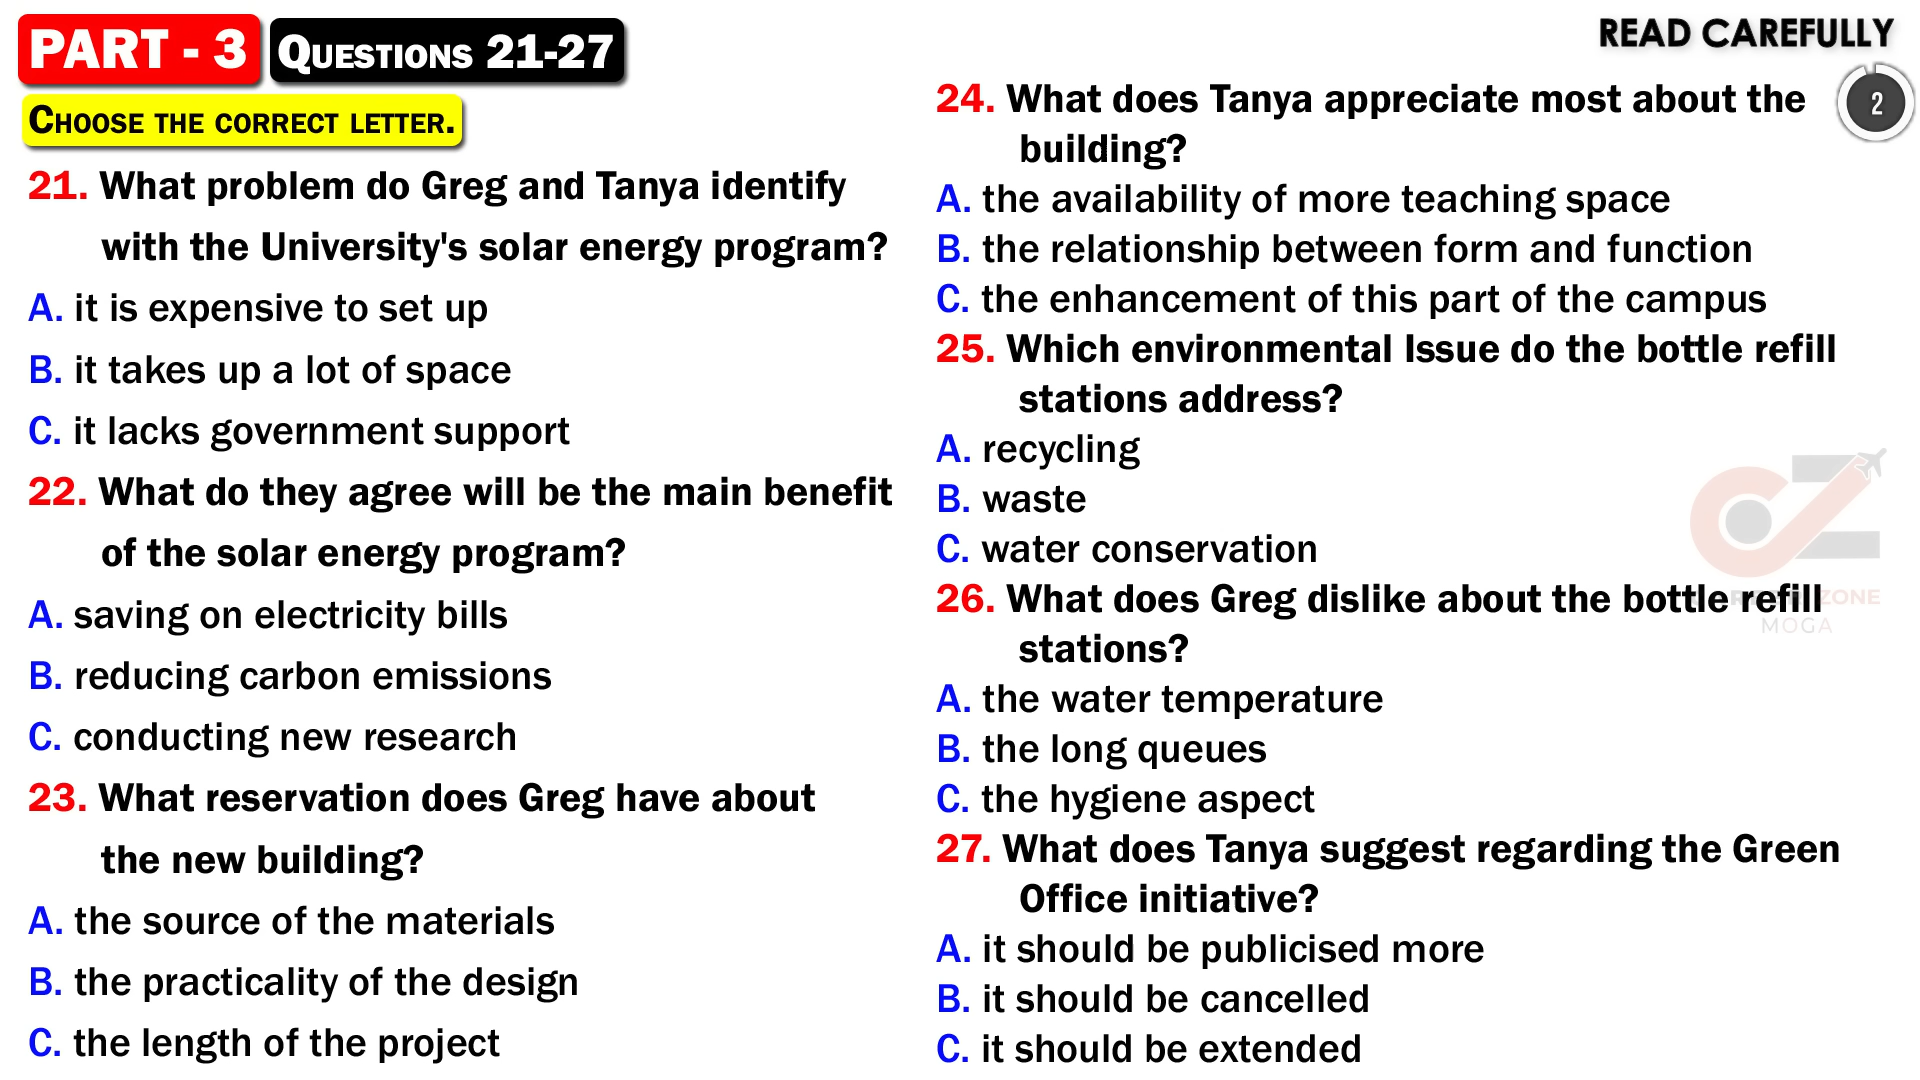 PART - 3
QUESTIONS 21-27
CHOOSE THE CORRECT LETTER.
21. What problem do Greg and Tanya identify
with the University's solar energy program?
A. it is expensive to set up
B. it takes up a lot of space
C. it lacks government support
22. What do they agree will be the main benefit
of the solar energy program?
A. saving on electricity bills
B. reducing carbon emissions
C. conducting new research
23. What reservation does Greg have about
the new building?
A. the source of the materials
B. the practicality of the design
C. the length of the project
READ CAREFULLY
2
24. What does Tanya appreciate most about the
building?
A. the availability of more teaching space
B. the relationship between form and function
C. the enhancement of this part of the campus
25. Which environmental Issue do the bottle refill
stations address?
A. recycling
B. waste
C. water conservation
26. What does Greg dislike about the bottle refill
stations?
A. the water temperature
B. the long queues
C. the hygiene aspect
27. What does Tanya suggest regarding the Green
Office initiative?
A. it should be publicised more
B. it should be cancelled
C. it should be extended
ZONE
MOGA